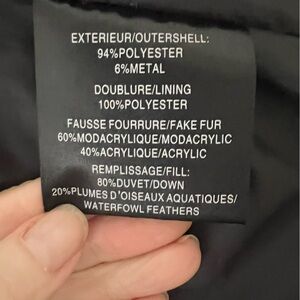 EXTERIEUR/OUTERSHELL:
94%POLYESTER
6%METAL
DOUBLURE/LINING
100%POLYESTER
FAUSSE FOURRURE/FAKE FUR
60%MODACRYLIQUE/MODACRYLIC
40%ACRYLIQUE/ACRYLIC
REMPLISSAGE/FILL:
80%DUVET/DOWN
20%PLUMES D'OISEAUX AQUATIQUES/
WATERFOWL FEATHERS